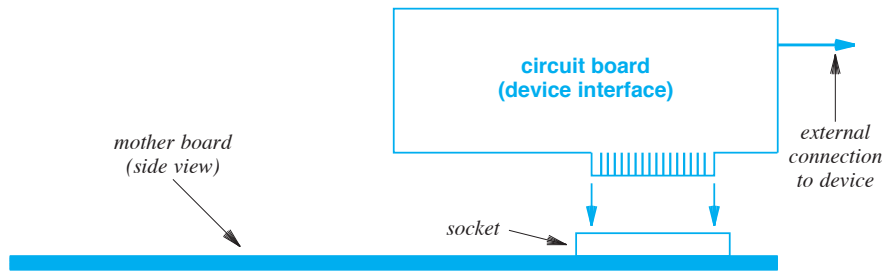 circuit board
(device interface)
mother board
(side view)
external
connection
to device
socket